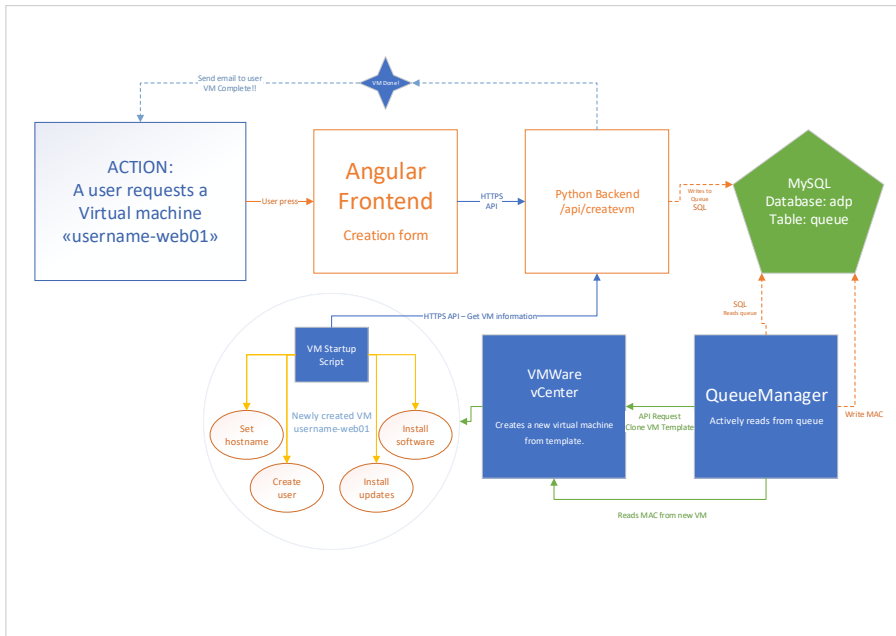 Send email to user
VM Complete!!
VM Done!
ACTION:
A user requests a
Virtual machine
«username-web01»
User press
Angular
Frontend
Creation form
HTTPS
API
Python Backend
/api/createvm
Writes to
Queue
SQL
MySQL
Database: adp
Table: queue
HTTPS API – Get VM information
SQL
Reads queue
VM Startup
Script
Newly created VM
username-web01
Set
hostname
Create
user
Install
updates
Install
software
VMWare
vCenter
Creates a new virtual machine
from template.
API Request
Clone VM Template
QueueManager
Actively reads from queue
Write MAC
Reads MAC from new VM